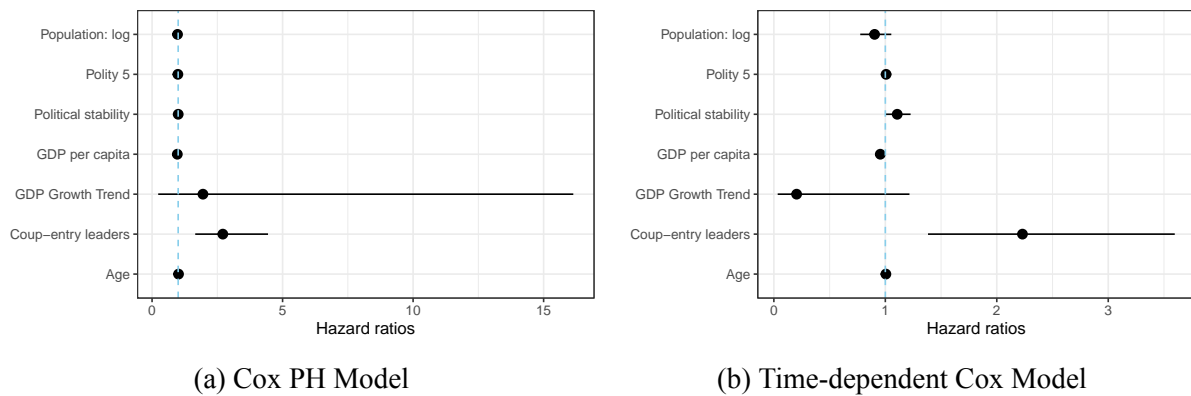 Population: log
Polity 5
Political stability
GDP per capita
GDP Growth Trend
Coup−entry leaders
Age
0 5 10 15
Hazard ratios
(a) Cox PH Model
Population: log
Polity 5
Political stability
GDP per capita
GDP Growth Trend
Coup−entry leaders
Age
0 1 2 3
Hazard ratios
(b) Time-dependent Cox Model